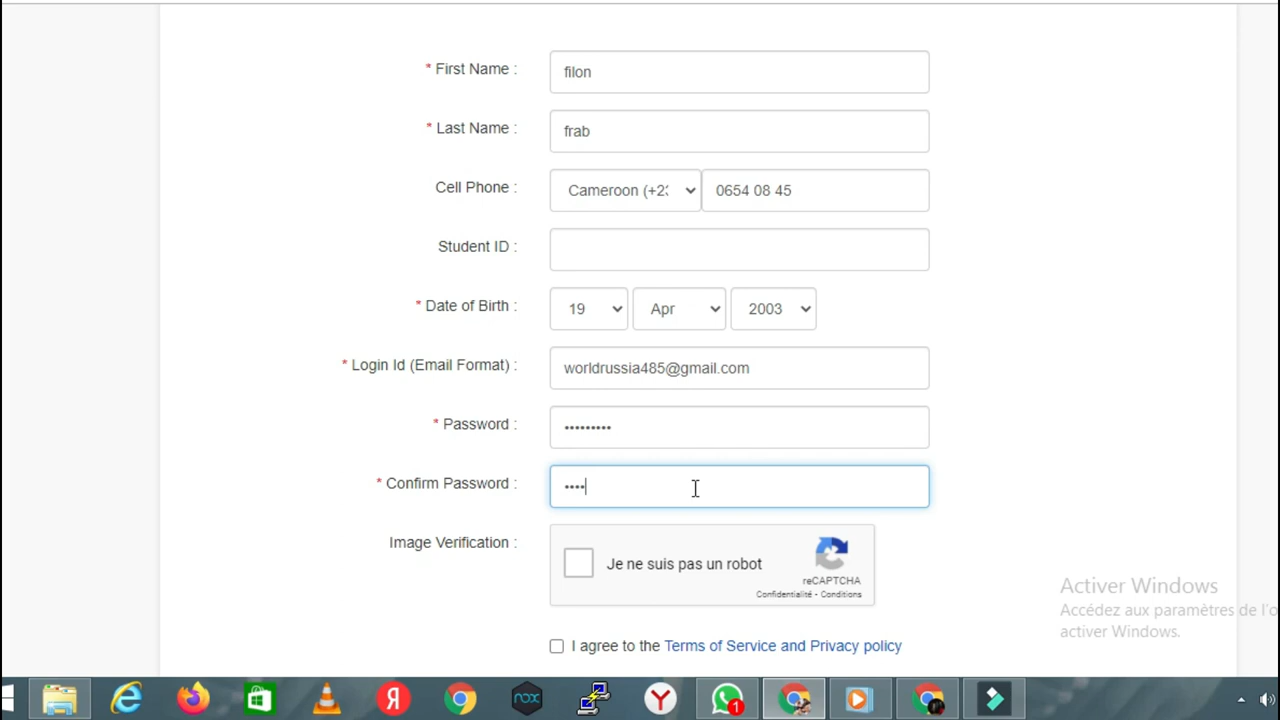 * First Name :
filon
* Last Name :
frab
Cell Phone :
Cameroon (+23
0654 08 45
Student ID :
* Date of Birth :
19
Apr
2003
* Login Id (Email Format) :
worldrussia485@gmail.com
* Password :
•••••••••
* Confirm Password :
••••
Image Verification :
Je ne suis pas un robot
reCAPTCHA
Confidentialité - Conditions
Activer Windows
Accédez aux paramètres de l'o
activer Windows.
I agree to the Terms of Service and Privacy policy
e
Я
nox
Y
1